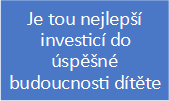 Je tou nejlepší
investicí do
úspěšné
budoucnosti dítěte